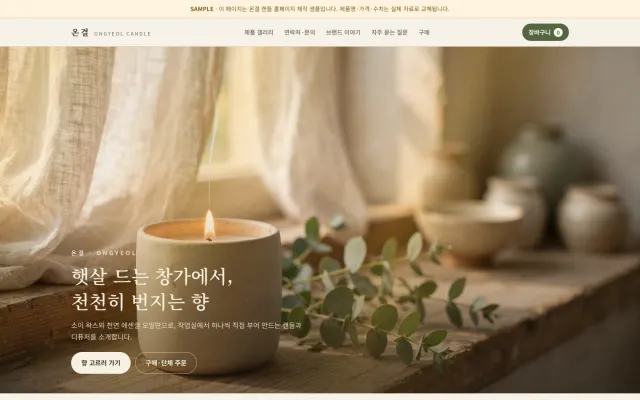 SAMPLE · 이 페이지는 온결 캔들 홈페이지 제작 샘플입니다. 제품명·가격·수치는 실제 자료로 교체됩니다.
온결 ONGYEOL CANDLE
제품 갤러리 연락처·문의 브랜드 이야기 자주 묻는 질문 구매
장바구니 0
온결 · ONGYEOL
햇살 드는 창가에서,
천천히 번지는 향
소이 왁스와 천연 에센셜 오일만으로, 작업실에서 하나씩 직접 부어 만드는 캔들과
디퓨저를 소개합니다.
향 고르러 가기
구매·단체 주문